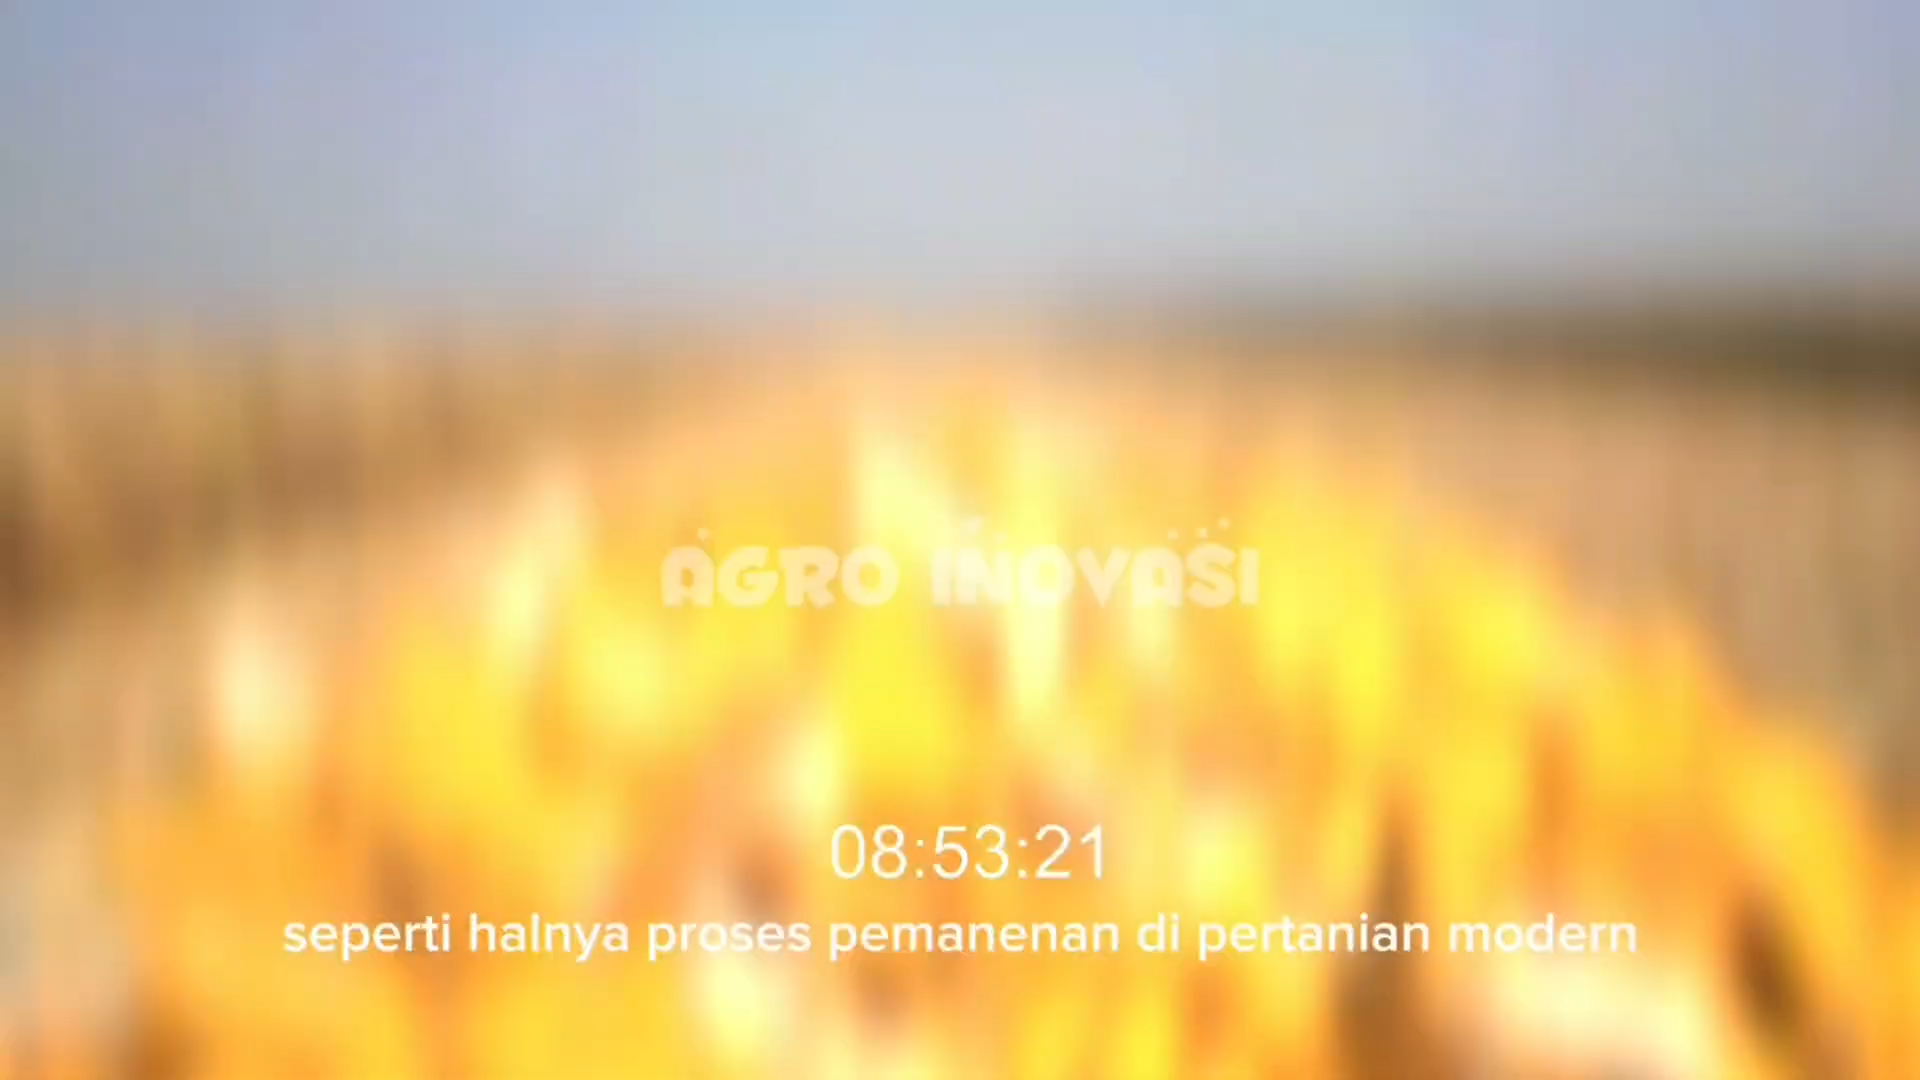 AGRO INOVASI
08:53:21
seperti halnya proses pemanenan di pertanian modern